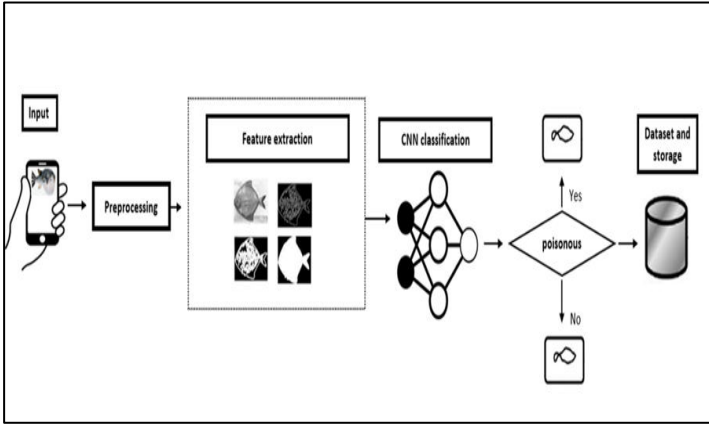 Input
Preprocessing
Feature extraction
CNN classification
poisonous
Yes
No
Dataset and
storage